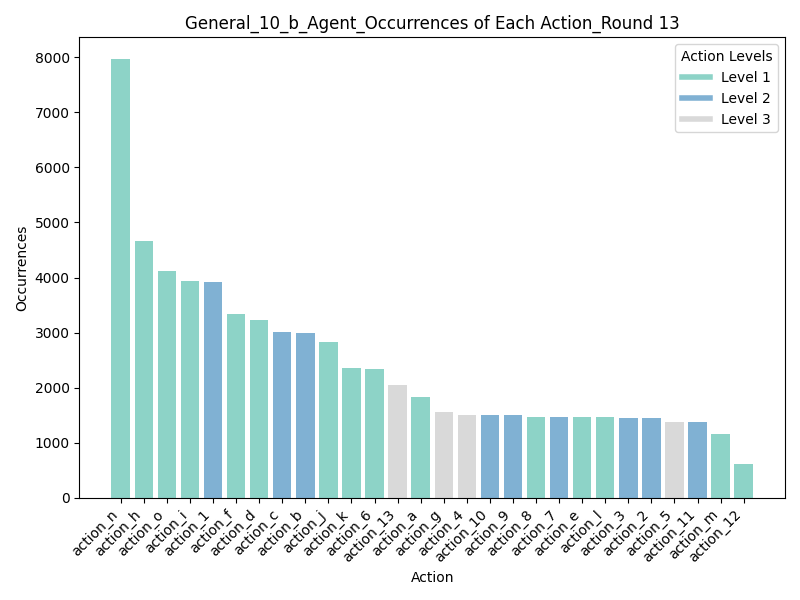 General_10_b_Agent_Occurrences of Each Action_Round 13
Action Levels
Level 1
Level 2
Level 3
Occurrences
8000
7000
6000
5000
4000
3000
2000
1000
0
action_n
action_h
action_o
action_i
action_1
action_f
action_d
action_c
action_b
action_j
action_k
action_6
action_13
action_a
action_g
action_4
action_10
action_9
action_8
action_7
action_e
action_l
action_3
action_2
action_5
action_11
action_m
action_12
Action